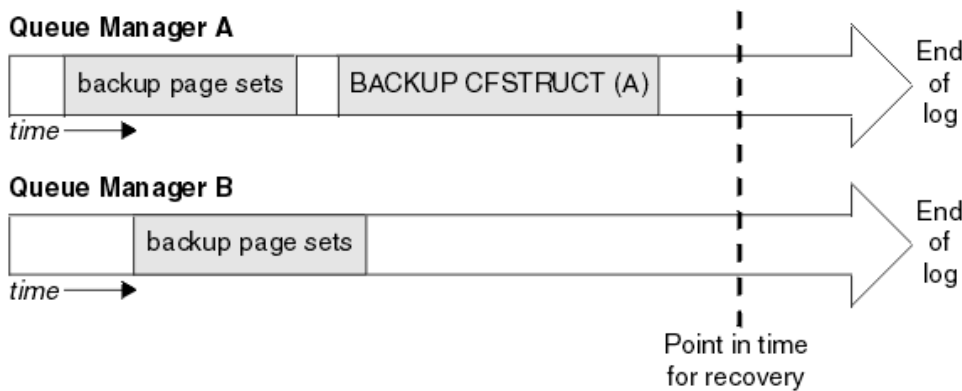 Queue Manager A
backup page sets
BACKUP CFSTRUCT (A)
End
of
log
time
Queue Manager B
backup page sets
End
of
log
time
Point in time
for recovery